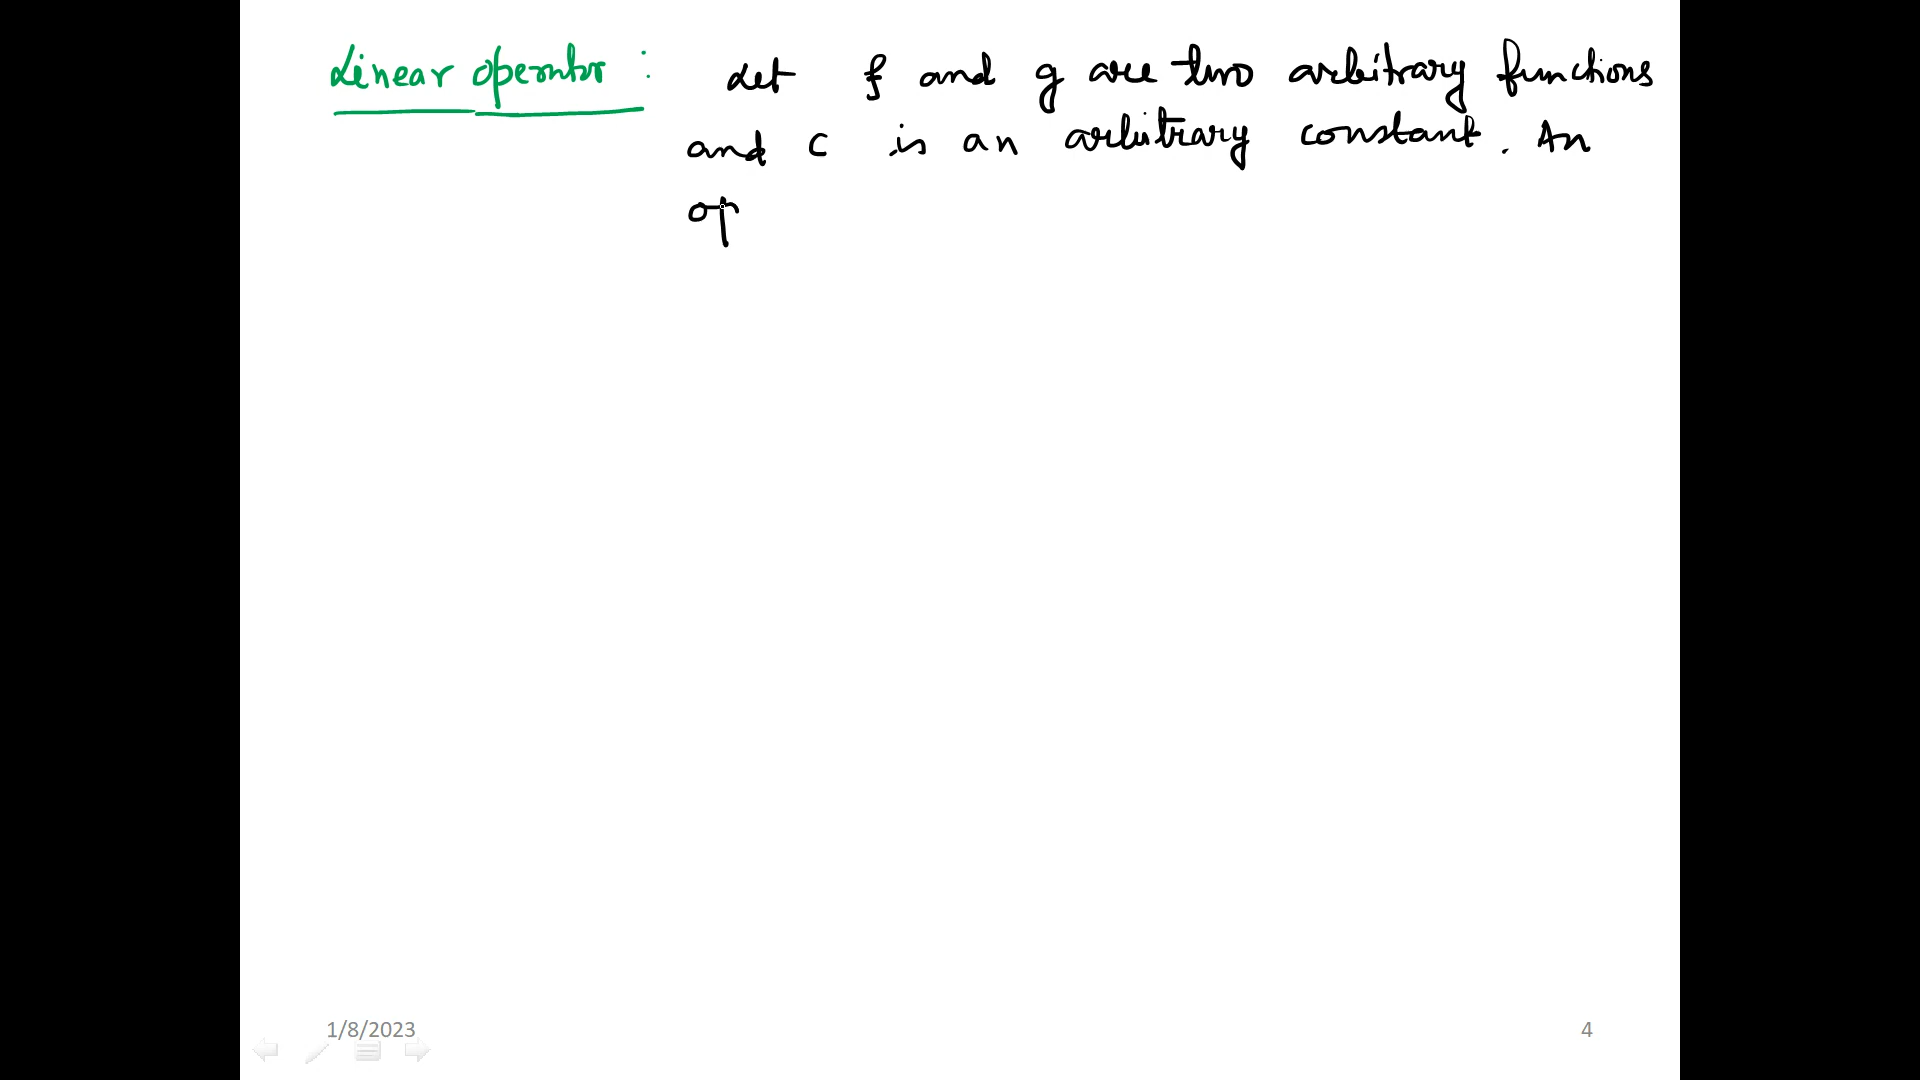 Linear operator : Let f and g are two arbitrary functions
and c is an arbitrary constant. An
op
1/8/2023 4